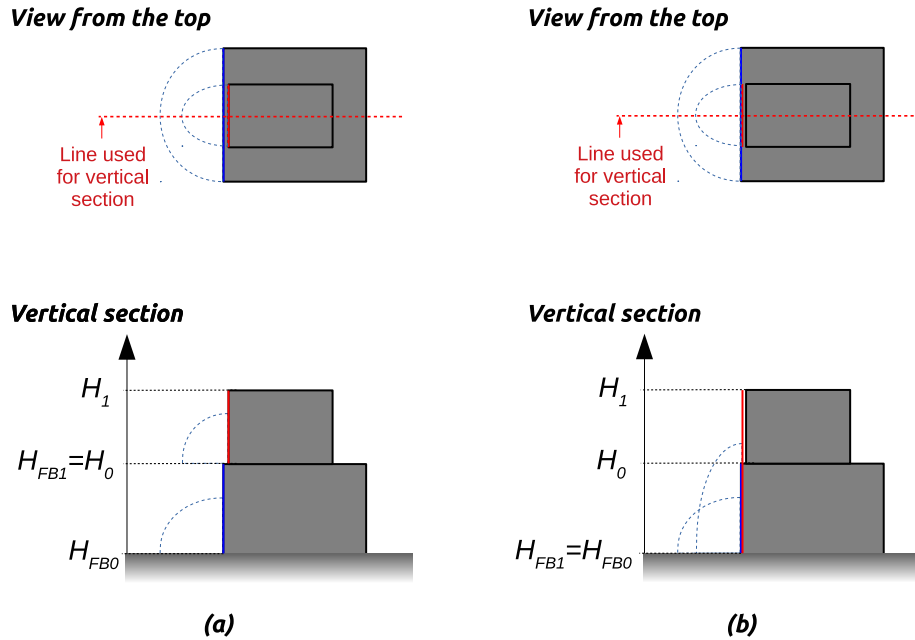 View from the top
View from the top
Line used
for vertical
section
Line used
for vertical
section
Vertical section
Vertical section
H1
HFB1=H0
HFB0
H1
H0
HFB1=HFB0
(a)
(b)